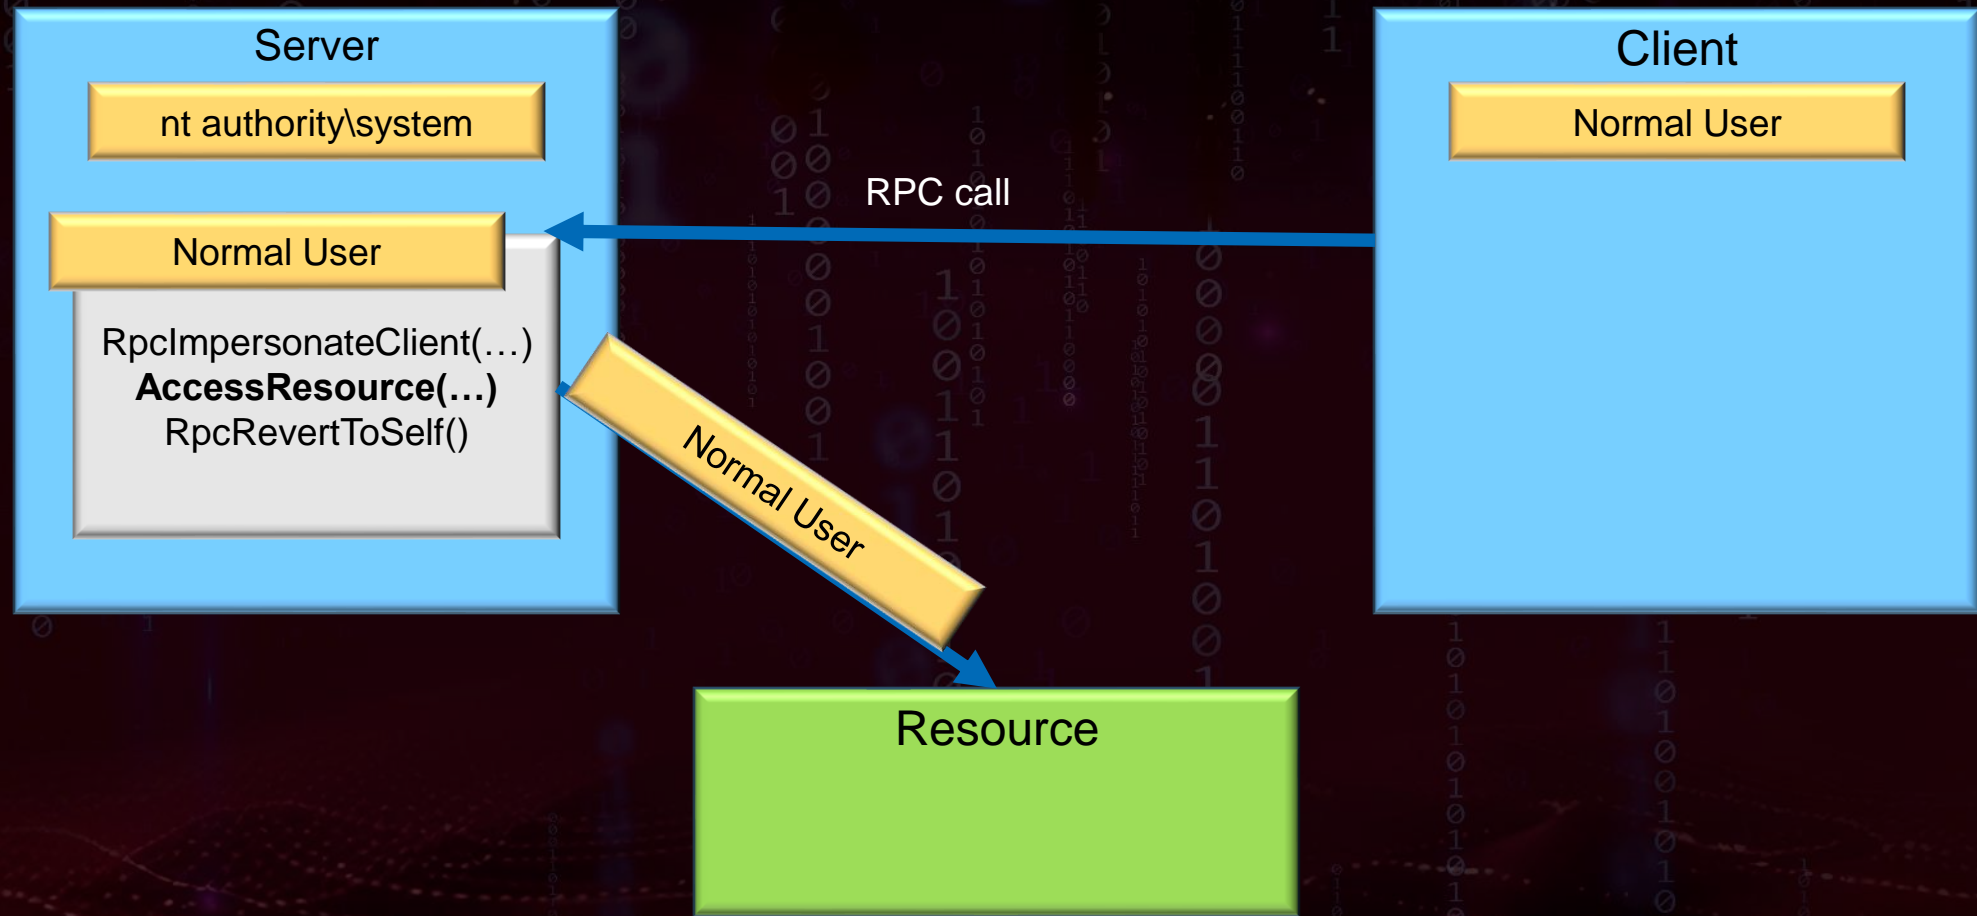 Server
nt authority\system
Normal User
RpcImpersonateClient(…)
AccessResource(…)
RpcRevertToSelf()
RPC call
Client
Normal User
Normal User
Resource